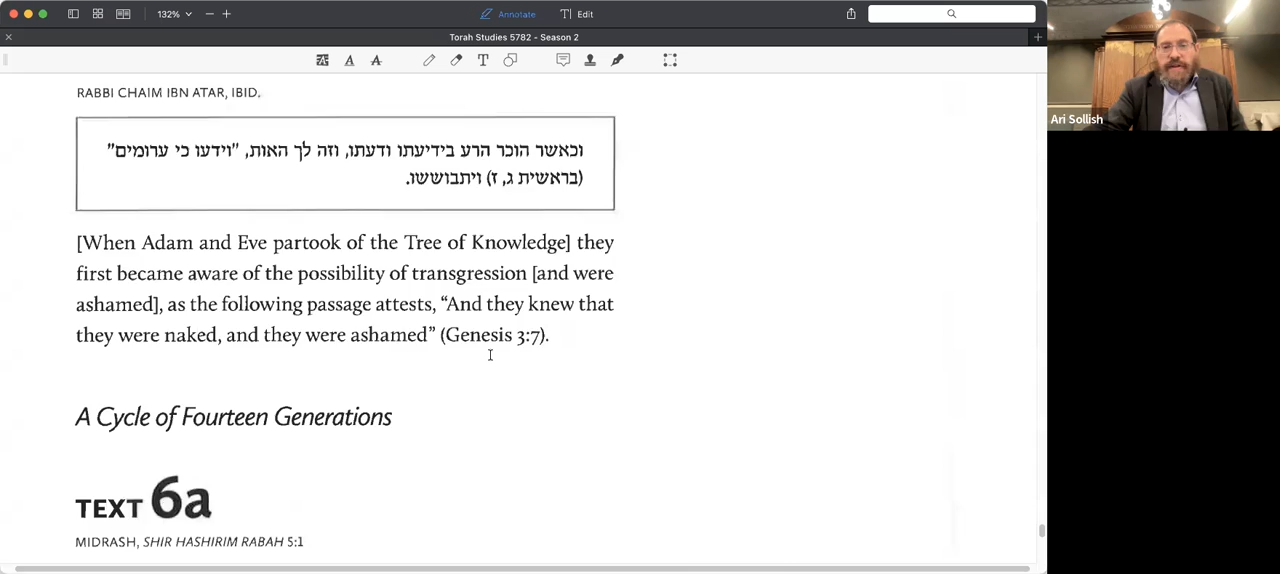 132%
Annotate
Edit
Torah Studies 5782 - Season 2
RABBI CHAIM IBN ATAR, IBID.
וכאשר הוכר הרע בידיעתו ודעתו, וזה לך האות, "וידעו כי ערומים"
(בראשית ג, ז) ויתבוששו.
[When Adam and Eve partook of the Tree of Knowledge] they
first became aware of the possibility of transgression [and were
ashamed], as the following passage attests, “And they knew that
they were naked, and they were ashamed” (Genesis 3:7).
A Cycle of Fourteen Generations
TEXT 6a
MIDRASH, SHIR HASHIRIM RABAH 5:1
Ari Sollish